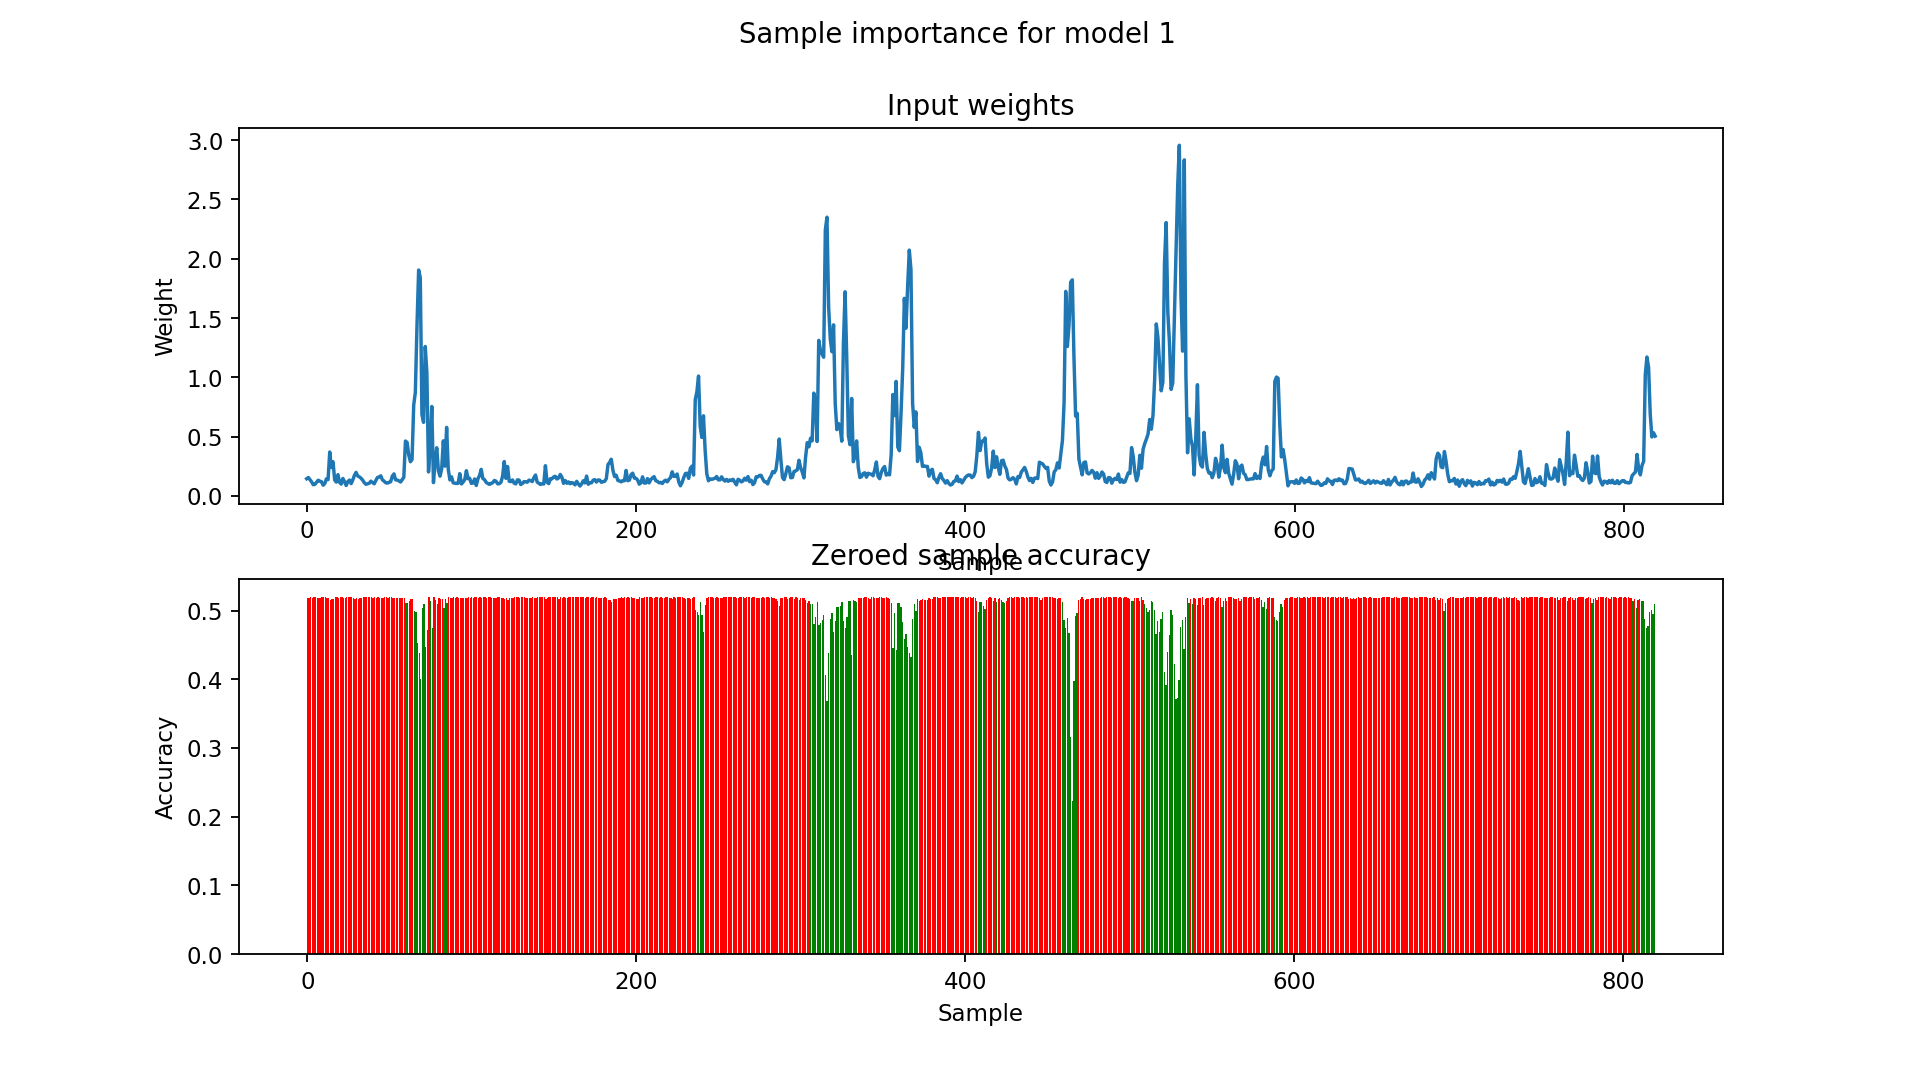 Sample importance for model 1
Input weights
3.0
2.5
2.0
1.5
1.0
0.5
0.0
Weight
0 200 400 600 800
Sample
Zeroed sample accuracy
0.5
0.4
0.3
0.2
0.1
0.0
Accuracy
0 200 400 600 800
Sample